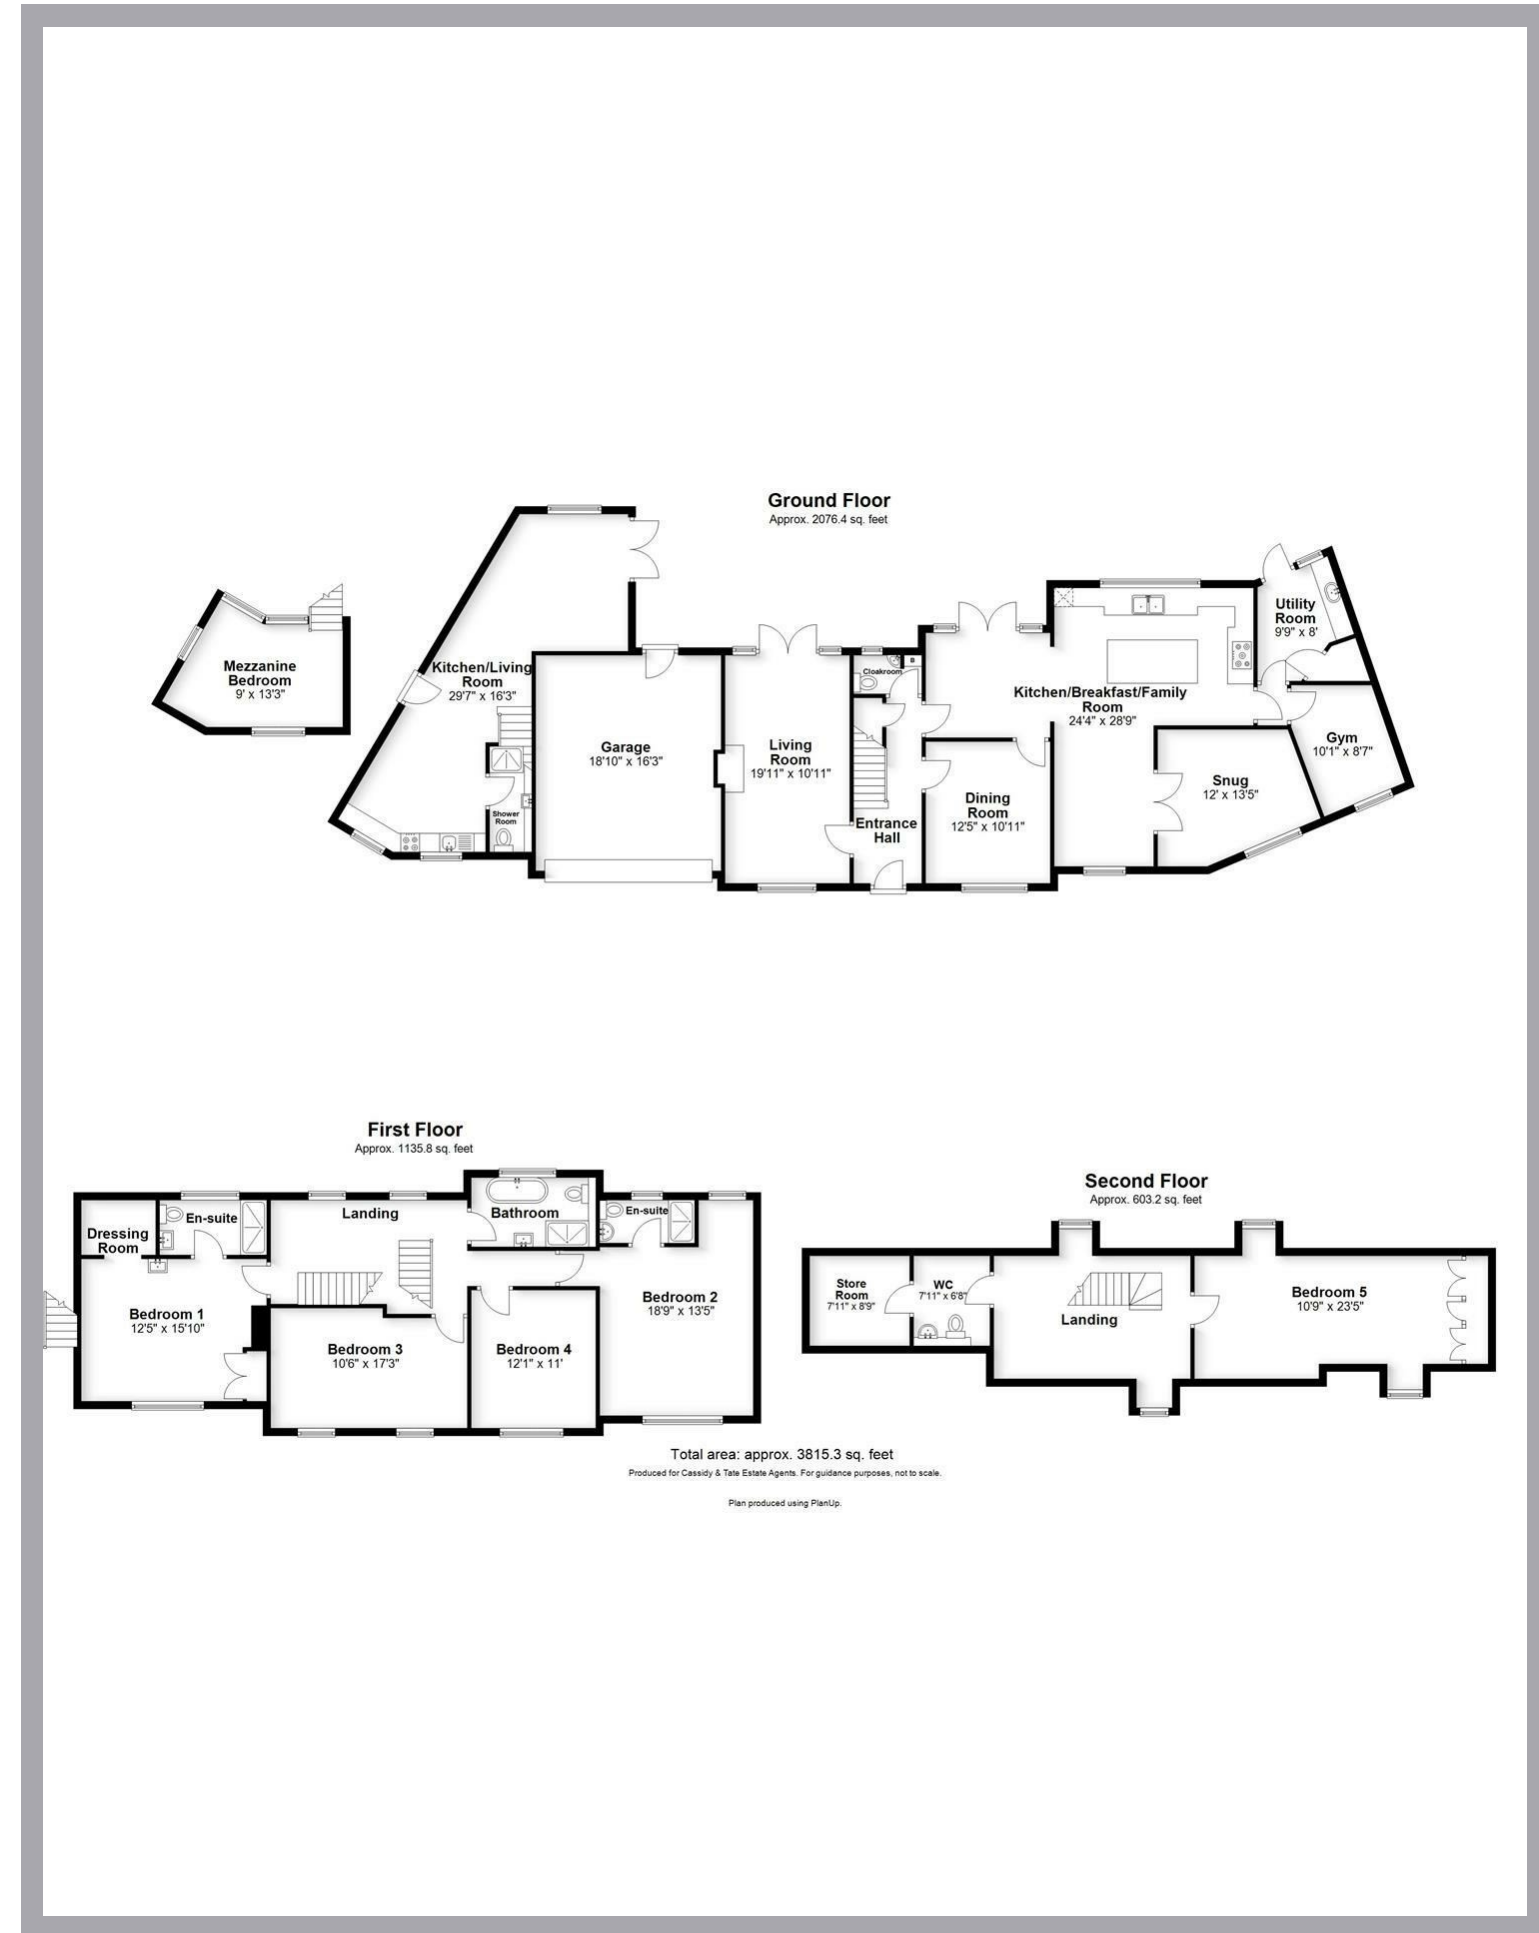 Ground Floor
Approx. 2076.4 sq. feet
Mezzanine
Bedroom
9' x 13'3"
Kitchen/Living
Room
29'7" x 16'3"
Shower
Room
Garage
18'10" x 16'3"
Living
Room
19'11" x 10'11"
Cloakroom
B
Entrance
Hall
Dining
Room
12'5" x 10'11"
Kitchen/Breakfast/Family
Room
24'4" x 28'9"
Utility
Room
9'9" x 8'
Gym
10'1" x 8'7"
Snug
12' x 13'5"
First Floor
Approx. 1135.8 sq. feet
Dressing
Room
En-suite
Landing
Bathroom
En-suite
Bedroom 1
12'5" x 15'10"
Bedroom 3
10'6" x 17'3"
Bedroom 4
12'1" x 11'
Bedroom 2
18'9" x 13'5"
Second Floor
Approx. 603.2 sq. feet
Store
Room
7'11" x 8'9"
WC
7'11" x 6'8"
Landing
Bedroom 5
10'9" x 23'5"
Total area: approx. 3815.3 sq. feet
Produced for Cassidy & Tate Estate Agents. For guidance purposes, not to scale.
Plan produced using PlanUp.